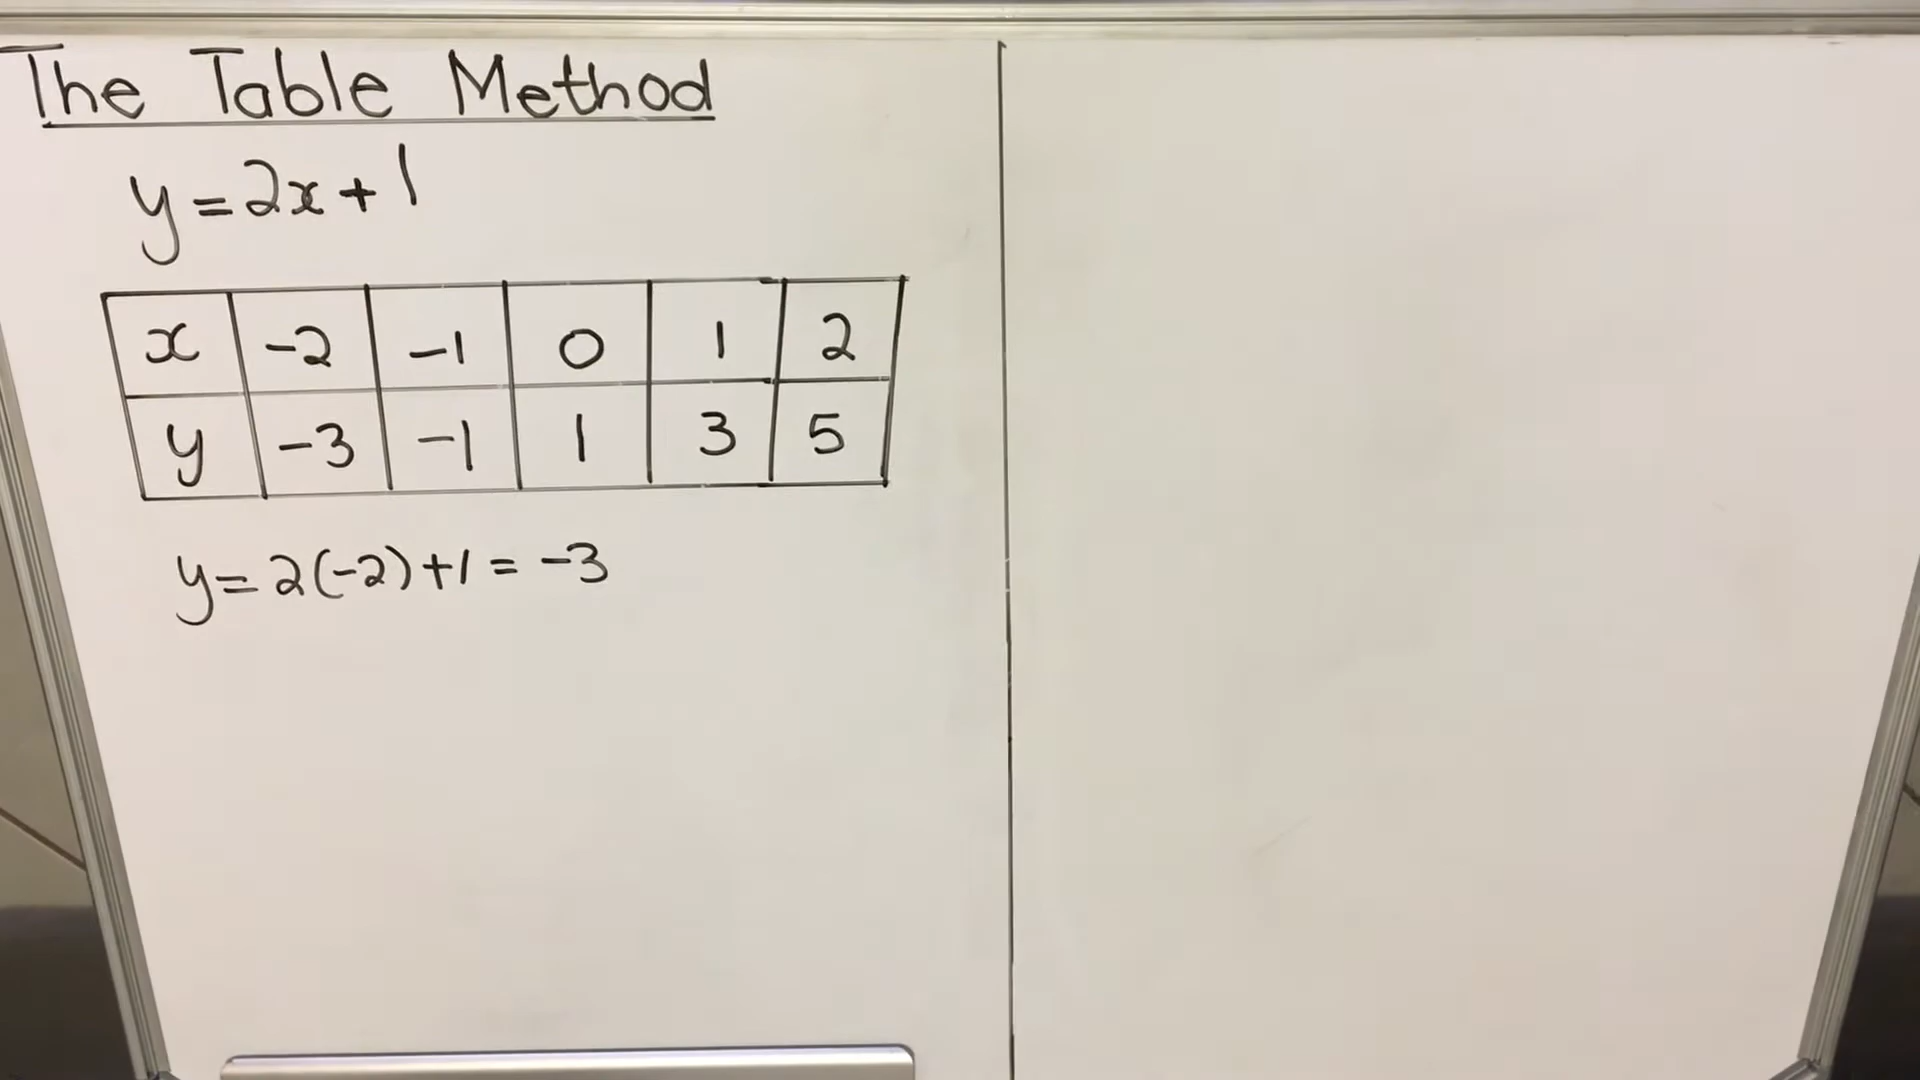 The Table Method
y=2x+1
x -2 -1 0 1 2
y -3 -1 1 3 5
y=2(-2)+1=-3